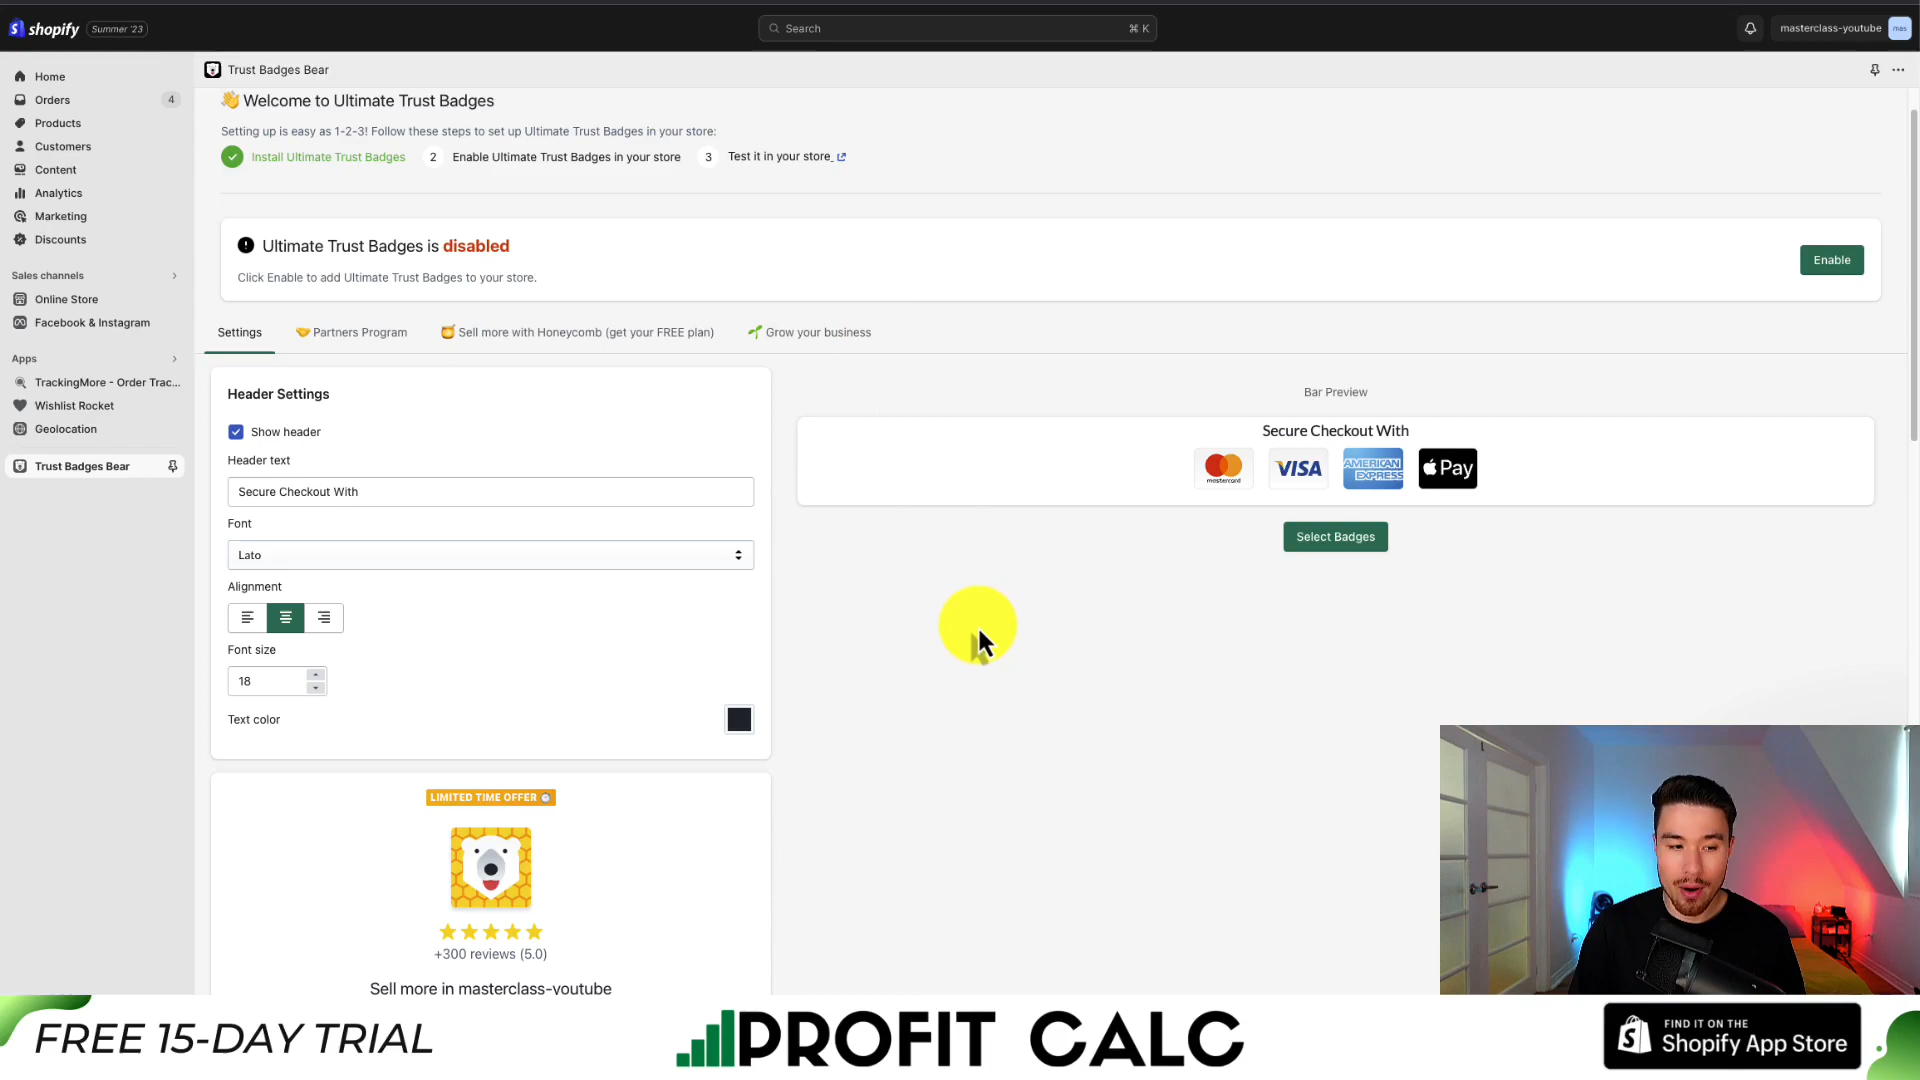 shopify Summer '23
Search
⌘ K
masterclass-youtube
mas
Home
Orders 4
Products
Customers
Content
Analytics
Marketing
Discounts
Sales channels
Online Store
Facebook & Instagram
Apps
TrackingMore - Order Trac...
Wishlist Rocket
Geolocation
Trust Badges Bear
Trust Badges Bear
👋 Welcome to Ultimate Trust Badges
Setting up is easy as 1-2-3! Follow these steps to set up Ultimate Trust Badges in your store:
Install Ultimate Trust Badges 2 Enable Ultimate Trust Badges in your store 3 Test it in your store
Ultimate Trust Badges is disabled
Click Enable to add Ultimate Trust Badges to your store.
Enable
Settings 🤝 Partners Program 🍯 Sell more with Honeycomb (get your FREE plan) 🌱 Grow your business
Header Settings
Show header
Header text
Secure Checkout With
Font
Lato
Alignment
Font size
18
Text color
Bar Preview
Secure Checkout With
mastercard VISA AMERICAN EXPRESS Pay
Select Badges
LIMITED TIME OFFER
+300 reviews (5.0)
Sell more in masterclass-youtube
FREE 15-DAY TRIAL
PROFIT CALC
FIND IT ON THE
Shopify App Store